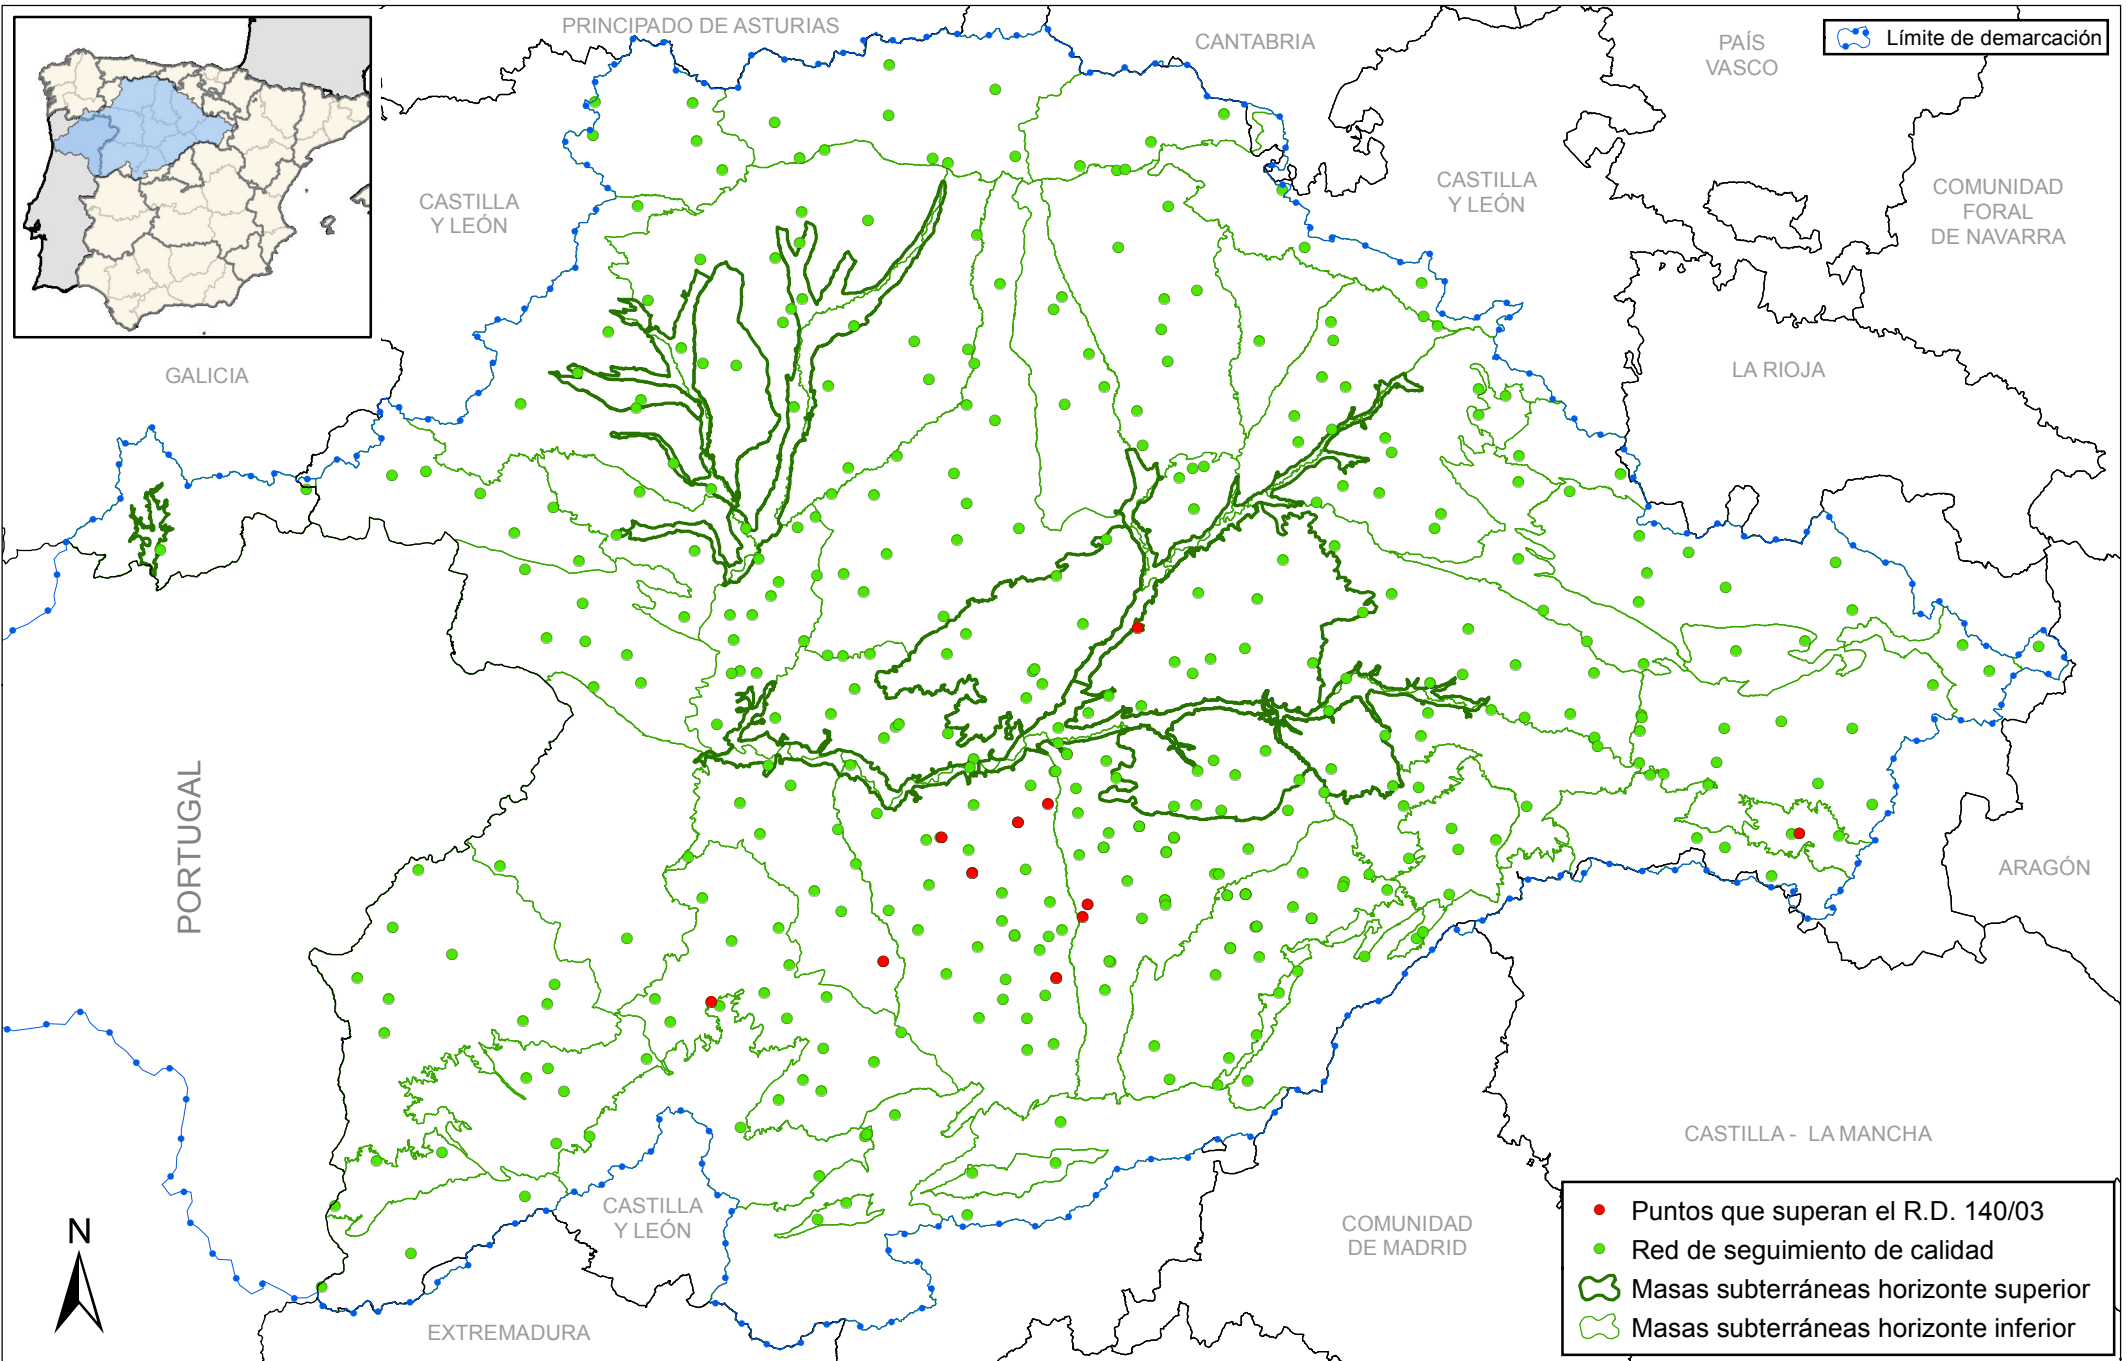 PRINCIPADO DE ASTURIAS
CANTABRIA
PAÍS
VASCO
Límite de demarcación
CASTILLA
Y LEÓN
CASTILLA
Y LEÓN
COMUNIDAD
FORAL
DE NAVARRA
GALICIA
LA RIOJA
PORTUGAL
ARAGÓN
CASTILLA - LA MANCHA
CASTILLA
Y LEÓN
COMUNIDAD
DE MADRID
EXTREMADURA
N
Puntos que superan el R.D. 140/03
Red de seguimiento de calidad
Masas subterráneas horizonte superior
Masas subterráneas horizonte inferior